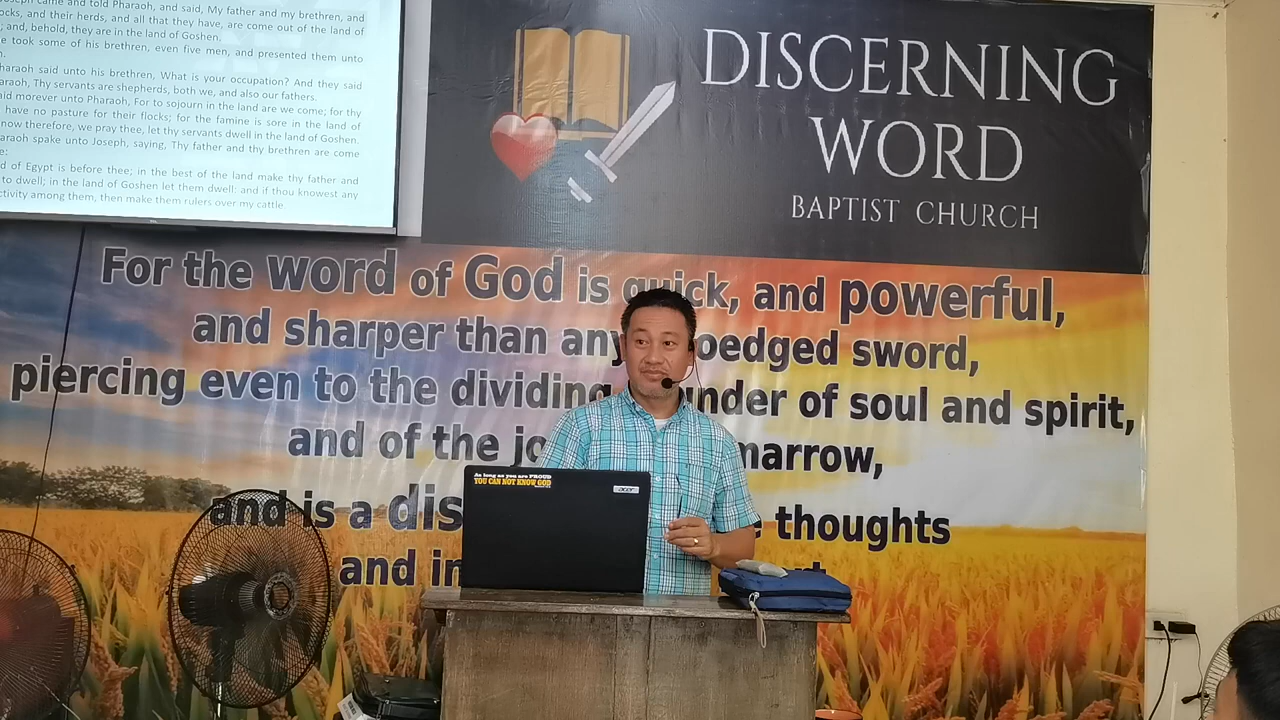 oseph came and told Pharaoh, and said, My father and my brethren, and
ocks, and their herds, and all that they have, are come out of the land of
; and, behold, they are in the land of Goshen.
e took some of his brethren, even five men, and presented them unto
h.
haraoh said unto his brethren, What is your occupation? And they said
araoh, Thy servants are shepherds, both we, and also our fathers.
aid morever unto Pharaoh, For to sojourn in the land are we come; for thy
have no pasture for their flocks; for the famine is sore in the land of
now therefore, we pray thee, let thy servants dwell in the land of Goshen.
araoh spake unto Joseph, saying, Thy father and thy brethren are come
e:
d of Egypt is before thee; in the best of the land make thy father and
to dwell; in the land of Goshen let them dwell: and if thou knowest any
ctivity among them, then make them rulers over my cattle.
DISCERNING
WORD
BAPTIST CHURCH
For the word of God is quick, and powerful,
and sharper than any oedged sword,
piercing even to the dividing under of soul and spirit,
and of the jo marrow,
and is a dis e thoughts
and in
As long as you are PROUD
YOU CAN NOT KNOW GOD
acer